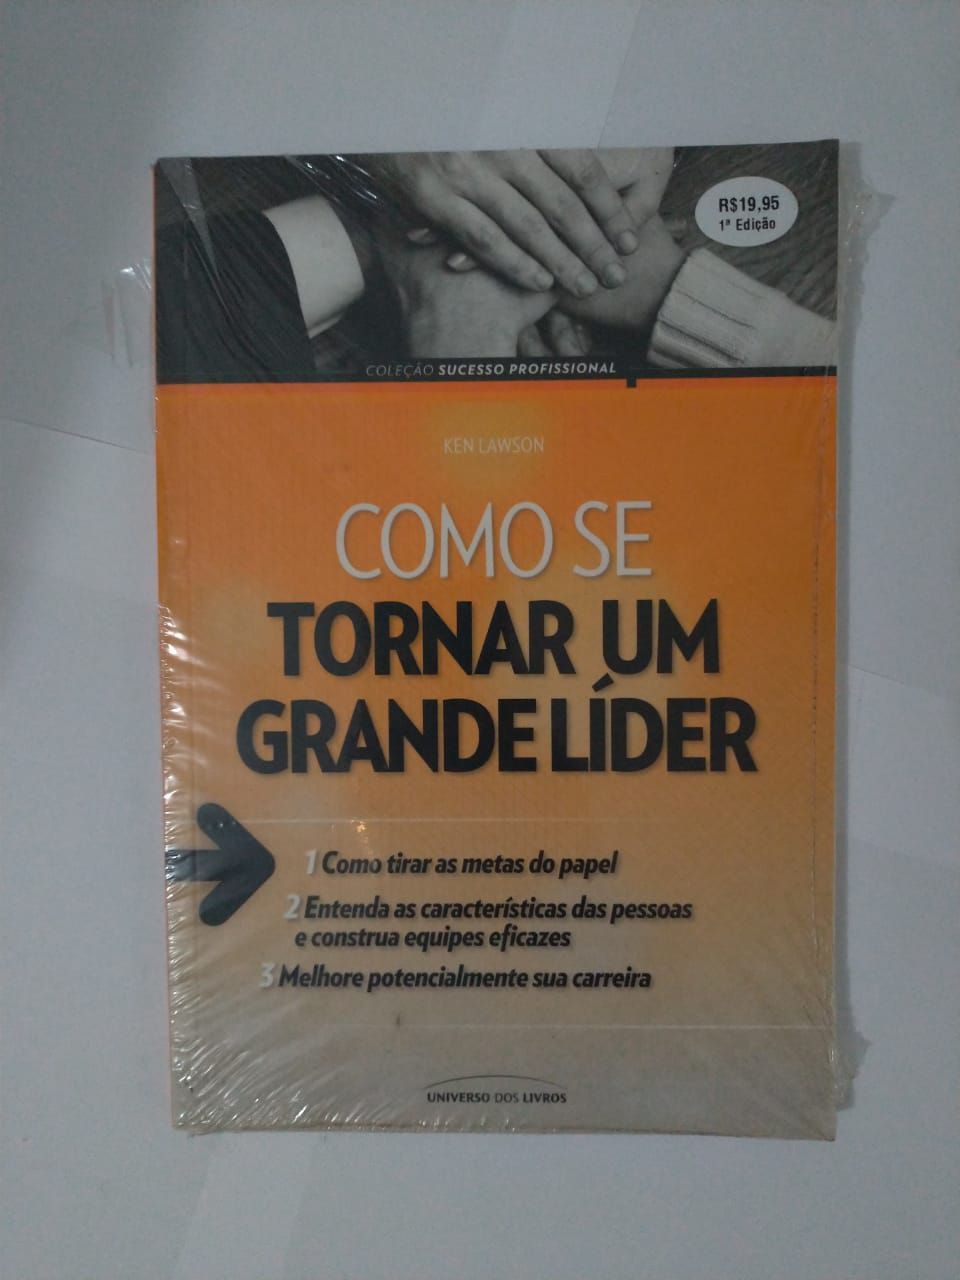 R$19,95
1ª Edição
COLEÇÃO SUCESSO PROFISSIONAL
KEN LAWSON
COMO SE
TORNAR UM
GRANDE LÍDER
1 Como tirar as metas do papel
2 Entenda as características das pessoas
e construa equipes eficazes
3 Melhore potencialmente sua carreira
UNIVERSO DOS LIVROS